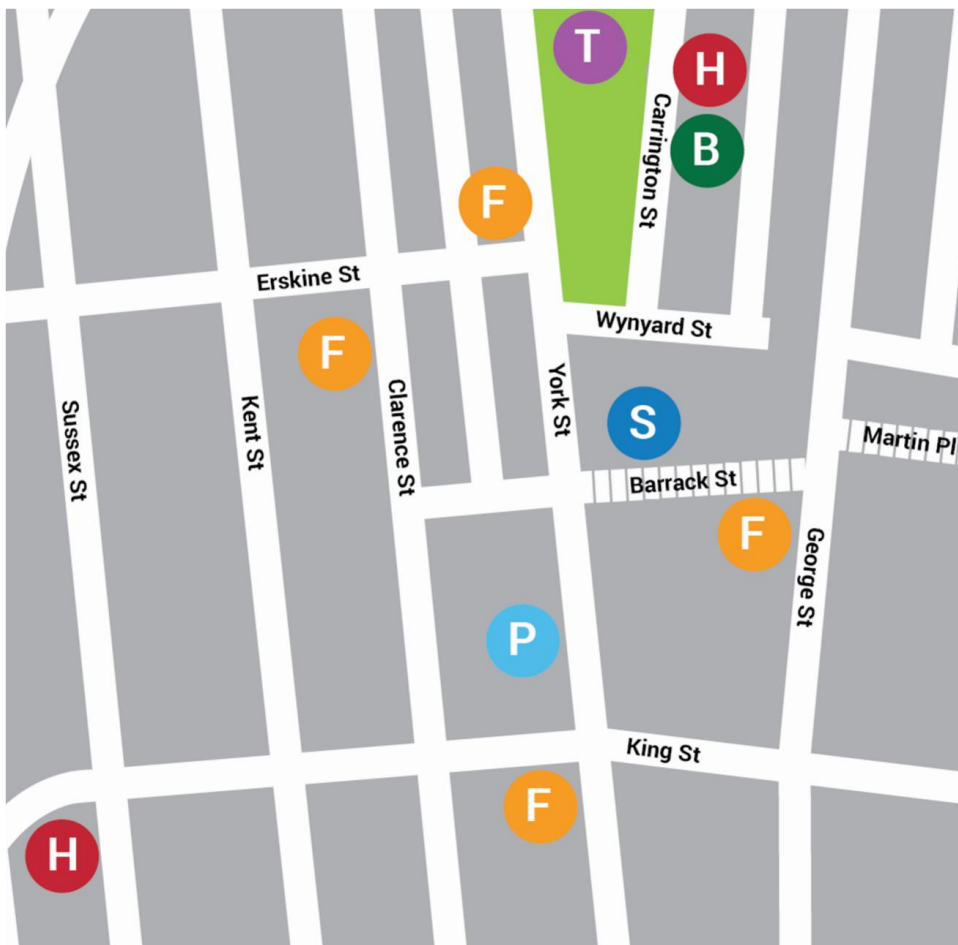 T
H
B
Carrington St
F
Erskine St
Wynyard St
F
York St
Clarence St
Kent St
Sussex St
S
Martin Pl
Barrack St
F
George St
P
King St
F
H